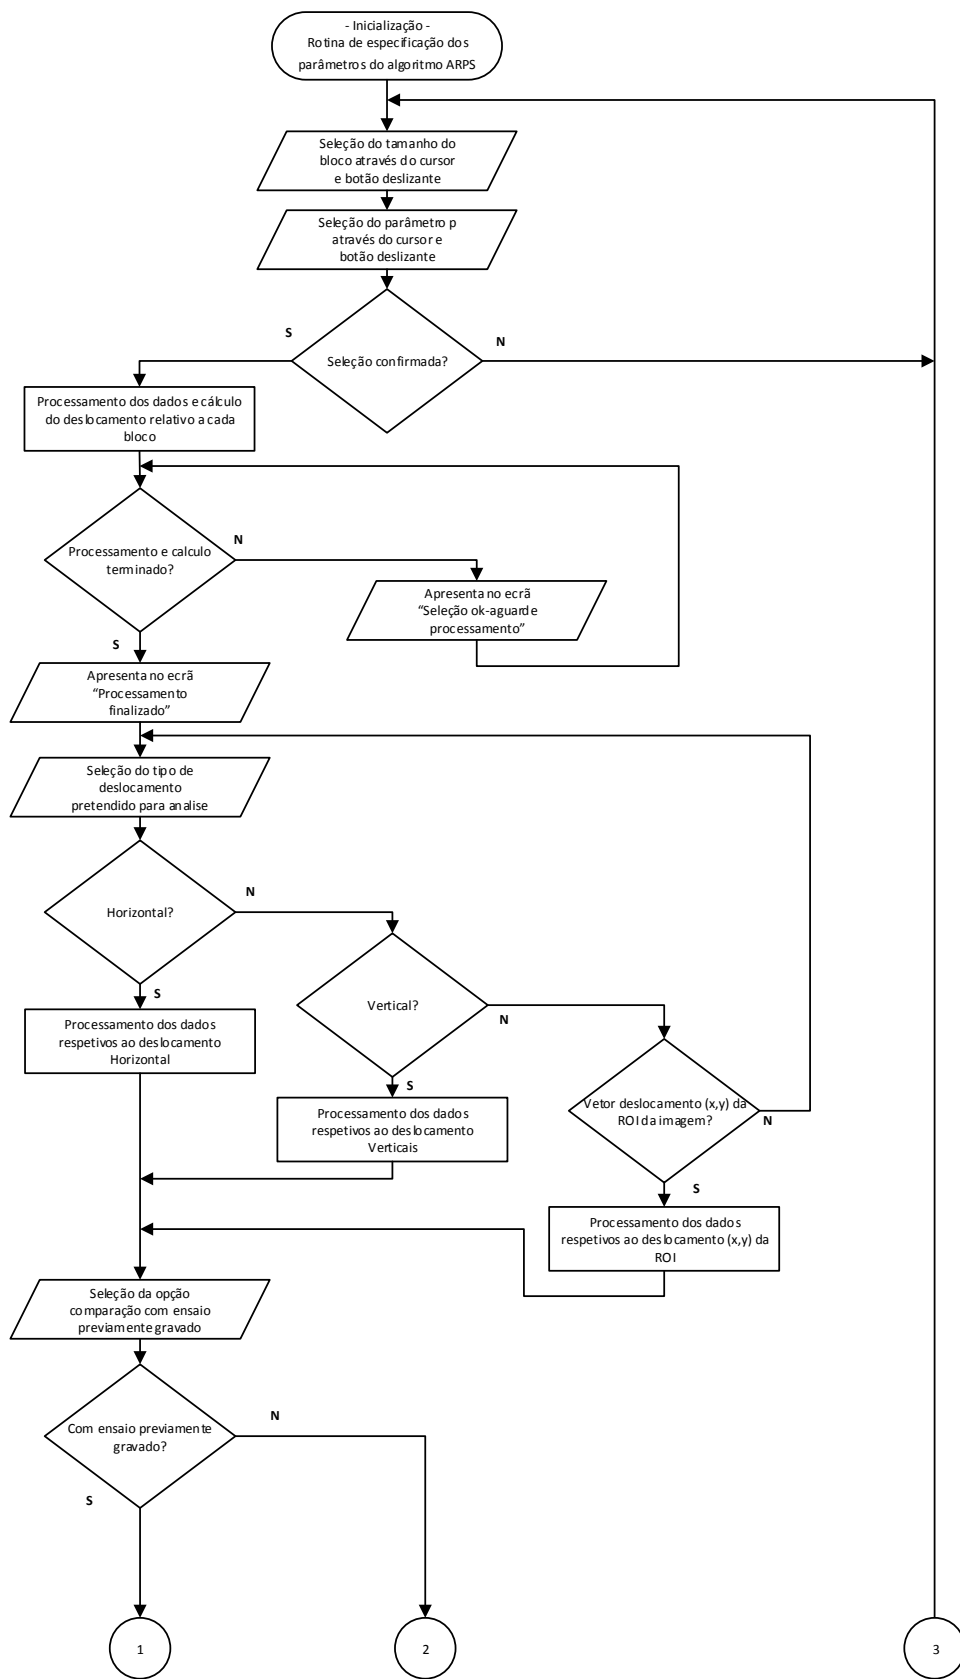 - Inicialização -
Rotina de especificação dos
parâmetros do algoritmo ARPS
Seleção do tamanho do
bloco através do cursor
e botão deslizante
Seleção do parâmetro p
através do cursor e
botão deslizante
S
N
Seleção confirmada?
Processamento dos dados e cálculo
do deslocamento relativo a cada
bloco
N
Processamento e calculo
terminado?
Apresenta no ecrã
“Seleção ok-aguarde
processamento”
S
Apresenta no ecrã
“Processamento
finalizado”
Seleção do tipo de
deslocamento
pretendido para analise
N
Horizontal?
S
Vertical?
N
Processamento dos dados
respetivos ao deslocamento
Horizontal
S
Vetor deslocamento (x,y) da
ROI da imagem?
N
Processamento dos dados
respetivos ao deslocamento
Verticais
S
Processamento dos dados
respetivos ao deslocamento (x,y) da
ROI
Seleção da opção
comparação com ensaio
previamente gravado
N
Com ensaio previamente
gravado?
S
1
2
3